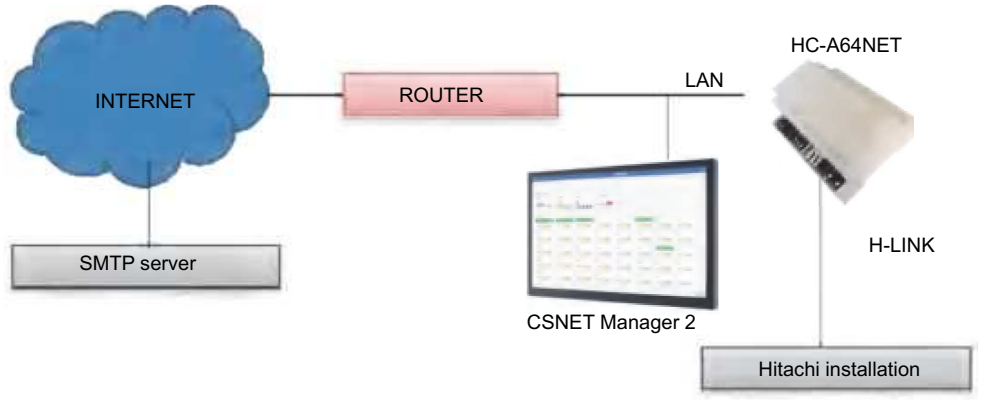 HC-A64NET
LAN
INTERNET
ROUTER
H-LINK
SMTP server
CSNET Manager 2
Hitachi installation